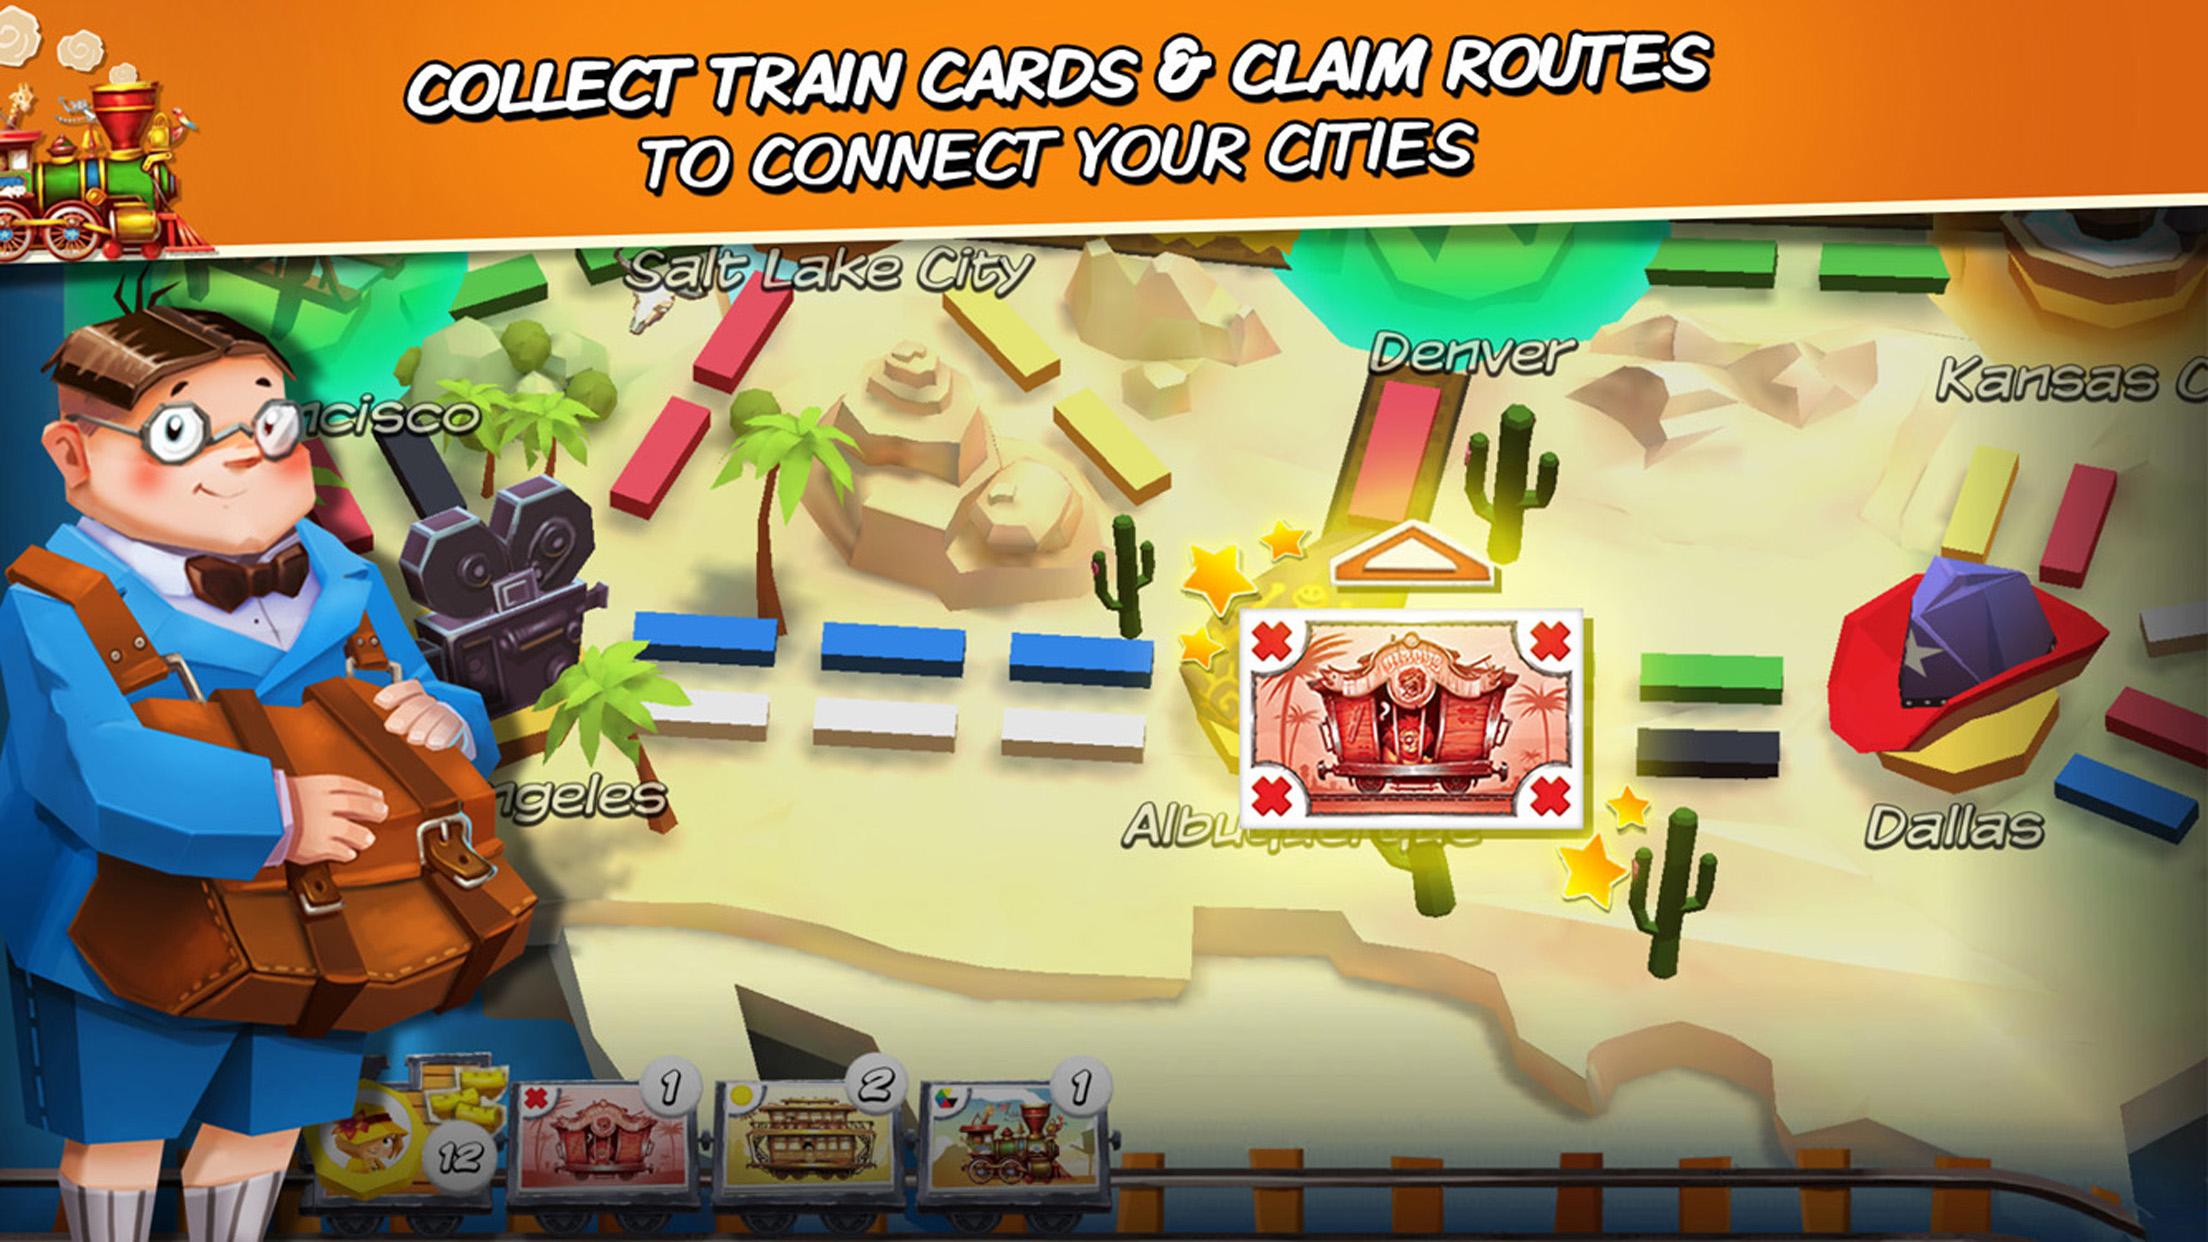 COLLECT TRAIN CARDS & CLAIM ROUTES
TO CONNECT YOUR CITIES
Salt Lake City
Denver
Kansas C
ncisco
ngeles
Albuquerque
Dallas
12
1
2
1